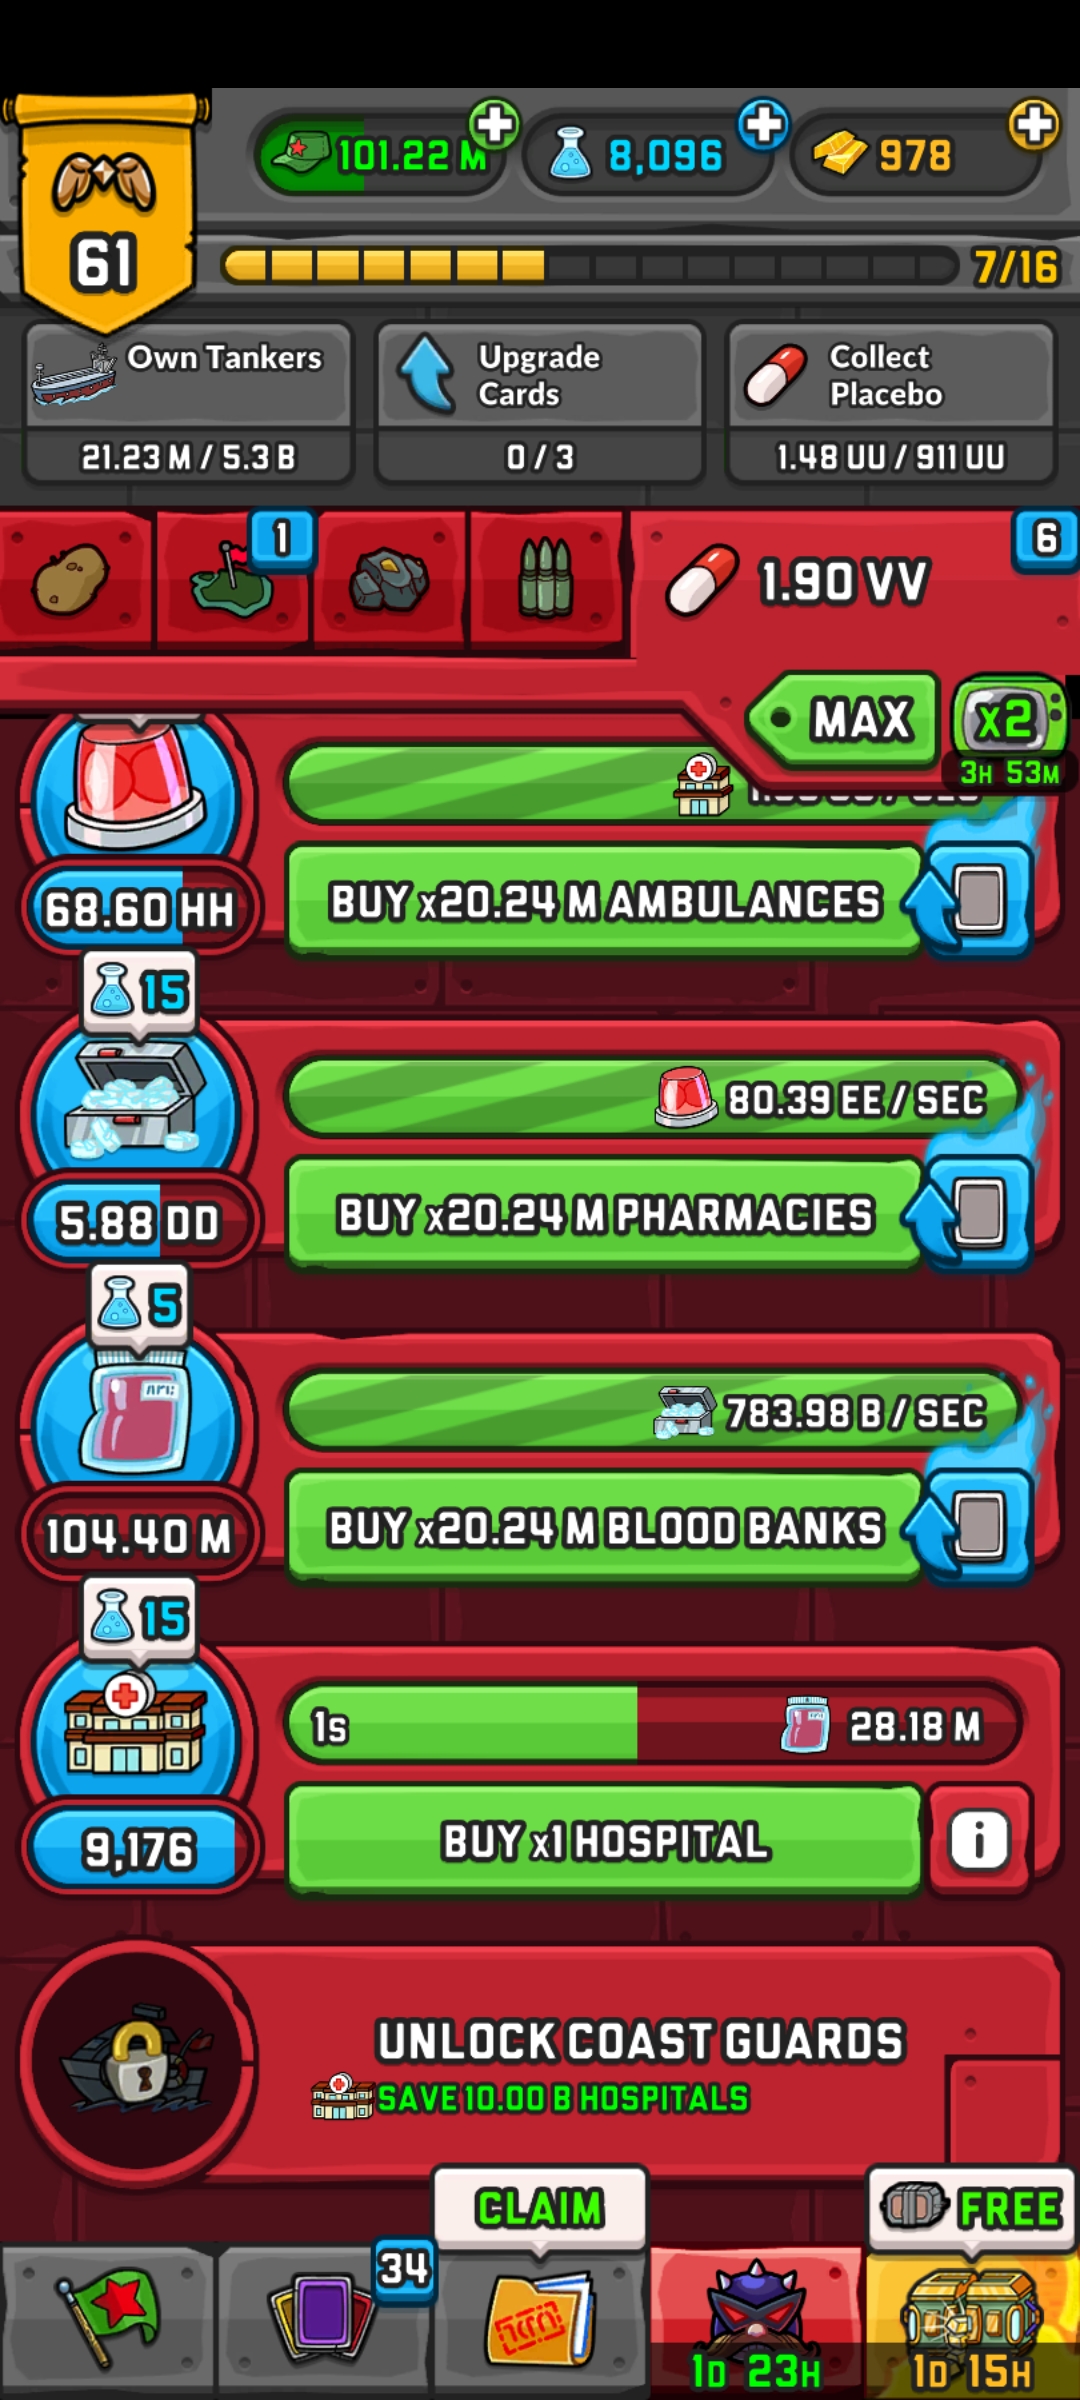 101.22 M
8,096
978
61
7/16
Own Tankers
21.23 M / 5.3 B
Upgrade
Cards
0 / 3
Collect
Placebo
1.48 UU / 911 UU
1
1.90 VV
6
MAX
x2
3H 53M
68.60 HH
BUY x20.24 M AMBULANCES
15
80.39 EE / SEC
5.88 DD
BUY x20.24 M PHARMACIES
5
783.98 B / SEC
104.40 M
BUY x20.24 M BLOOD BANKS
15
1s
28.18 M
9,176
BUY x1 HOSPITAL
i
UNLOCK COAST GUARDS
SAVE 10.00 B HOSPITALS
CLAIM
FREE
34
1D 23H
1D 15H